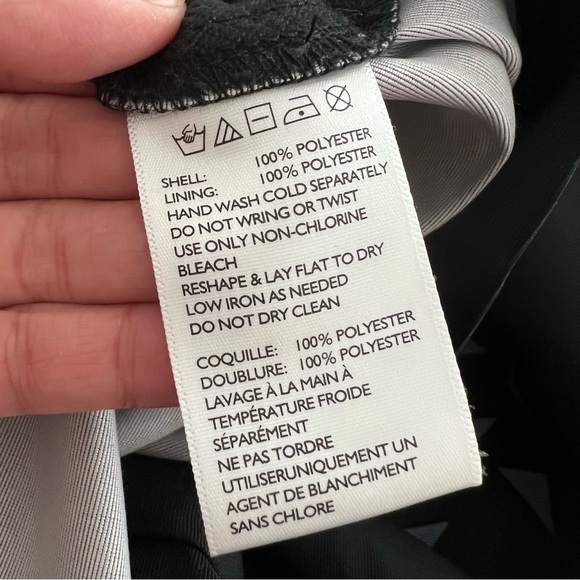 SHELL: 100% POLYESTER
LINING: 100% POLYESTER
HAND WASH COLD SEPARATELY
DO NOT WRING OR TWIST
USE ONLY NON-CHLORINE
BLEACH
RESHAPE & LAY FLAT TO DRY
LOW IRON AS NEEDED
DO NOT DRY CLEAN
COQUILLE: 100% POLYESTER
DOUBLURE: 100% POLYESTER
LAVAGE À LA MAIN À
TEMPÉRATURE FROIDE
SÉPARÉMENT
NE PAS TORDRE
UTILISERUNIQUEMENT UN
AGENT DE BLANCHIMENT
SANS CHLORE